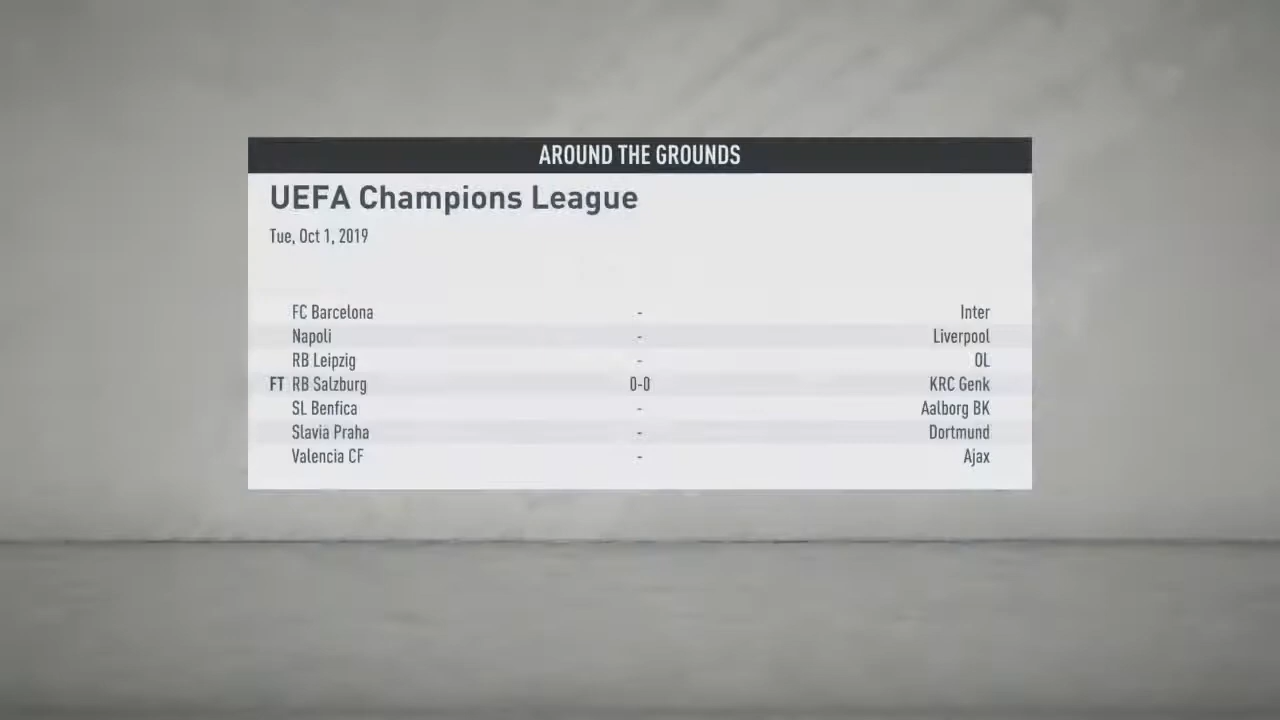 AROUND THE GROUNDS
UEFA Champions League
Tue, Oct 1, 2019
FC Barcelona - Inter
Napoli - Liverpool
RB Leipzig - OL
FT RB Salzburg 0-0 KRC Genk
SL Benfica - Aalborg BK
Slavia Praha - Dortmund
Valencia CF - Ajax